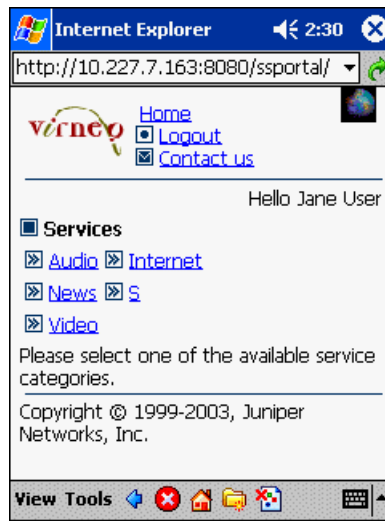 Internet Explorer 2:30
http://10.227.7.163:8080/ssportal/
virneo
Home
Logout
Contact us
Hello Jane User
Services
Audio Internet
News S
Video
Please select one of the available service
categories.
Copyright © 1999-2003, Juniper
Networks, Inc.
View Tools